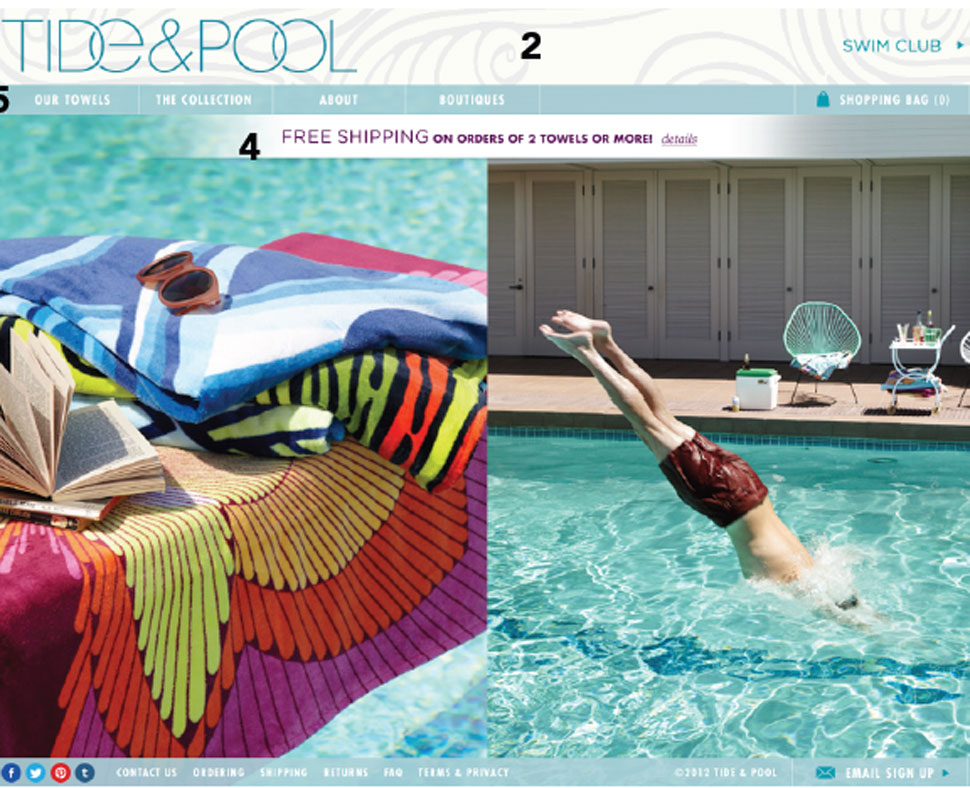 TIDe & POOL
2
SWIM CLUB
5
OUR TOWELS
THE COLLECTION
ABOUT
BOUTIQUES
SHOPPING BAG (0)
4
FREE SHIPPING ON ORDERS OF 2 TOWELS OR MORE! details
CONTACT US ORDERING SHIPPING RETURNS FAQ TERMS & PRIVACY
©2012 TIDE & POOL
EMAIL SIGN UP